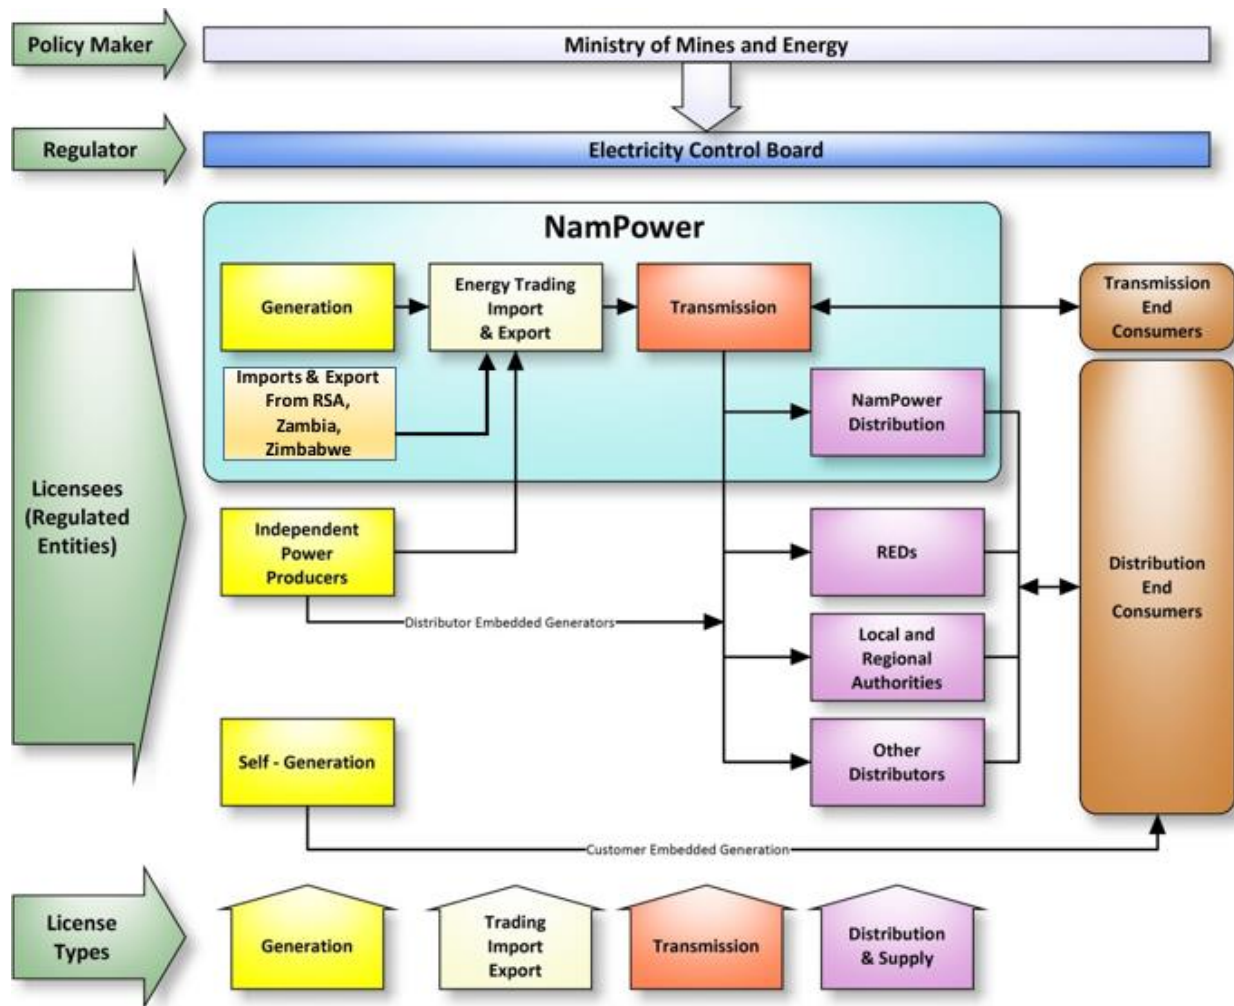 Policy Maker
Ministry of Mines and Energy
Regulator
Electricity Control Board
NamPower
Generation
Energy Trading
Import
& Export
Transmission
Transmission
End
Consumers
Imports & Export
From RSA,
Zambia,
Zimbabwe
NamPower
Distribution
Licensees
(Regulated
Entities)
Independent
Power
Producers
REDs
Distribution
End
Consumers
Distributor Embedded Generators
Local and
Regional
Authorities
Self - Generation
Other
Distributors
Customer Embedded Generation
License
Types
Generation
Trading
Import
Export
Transmission
Distribution
& Supply